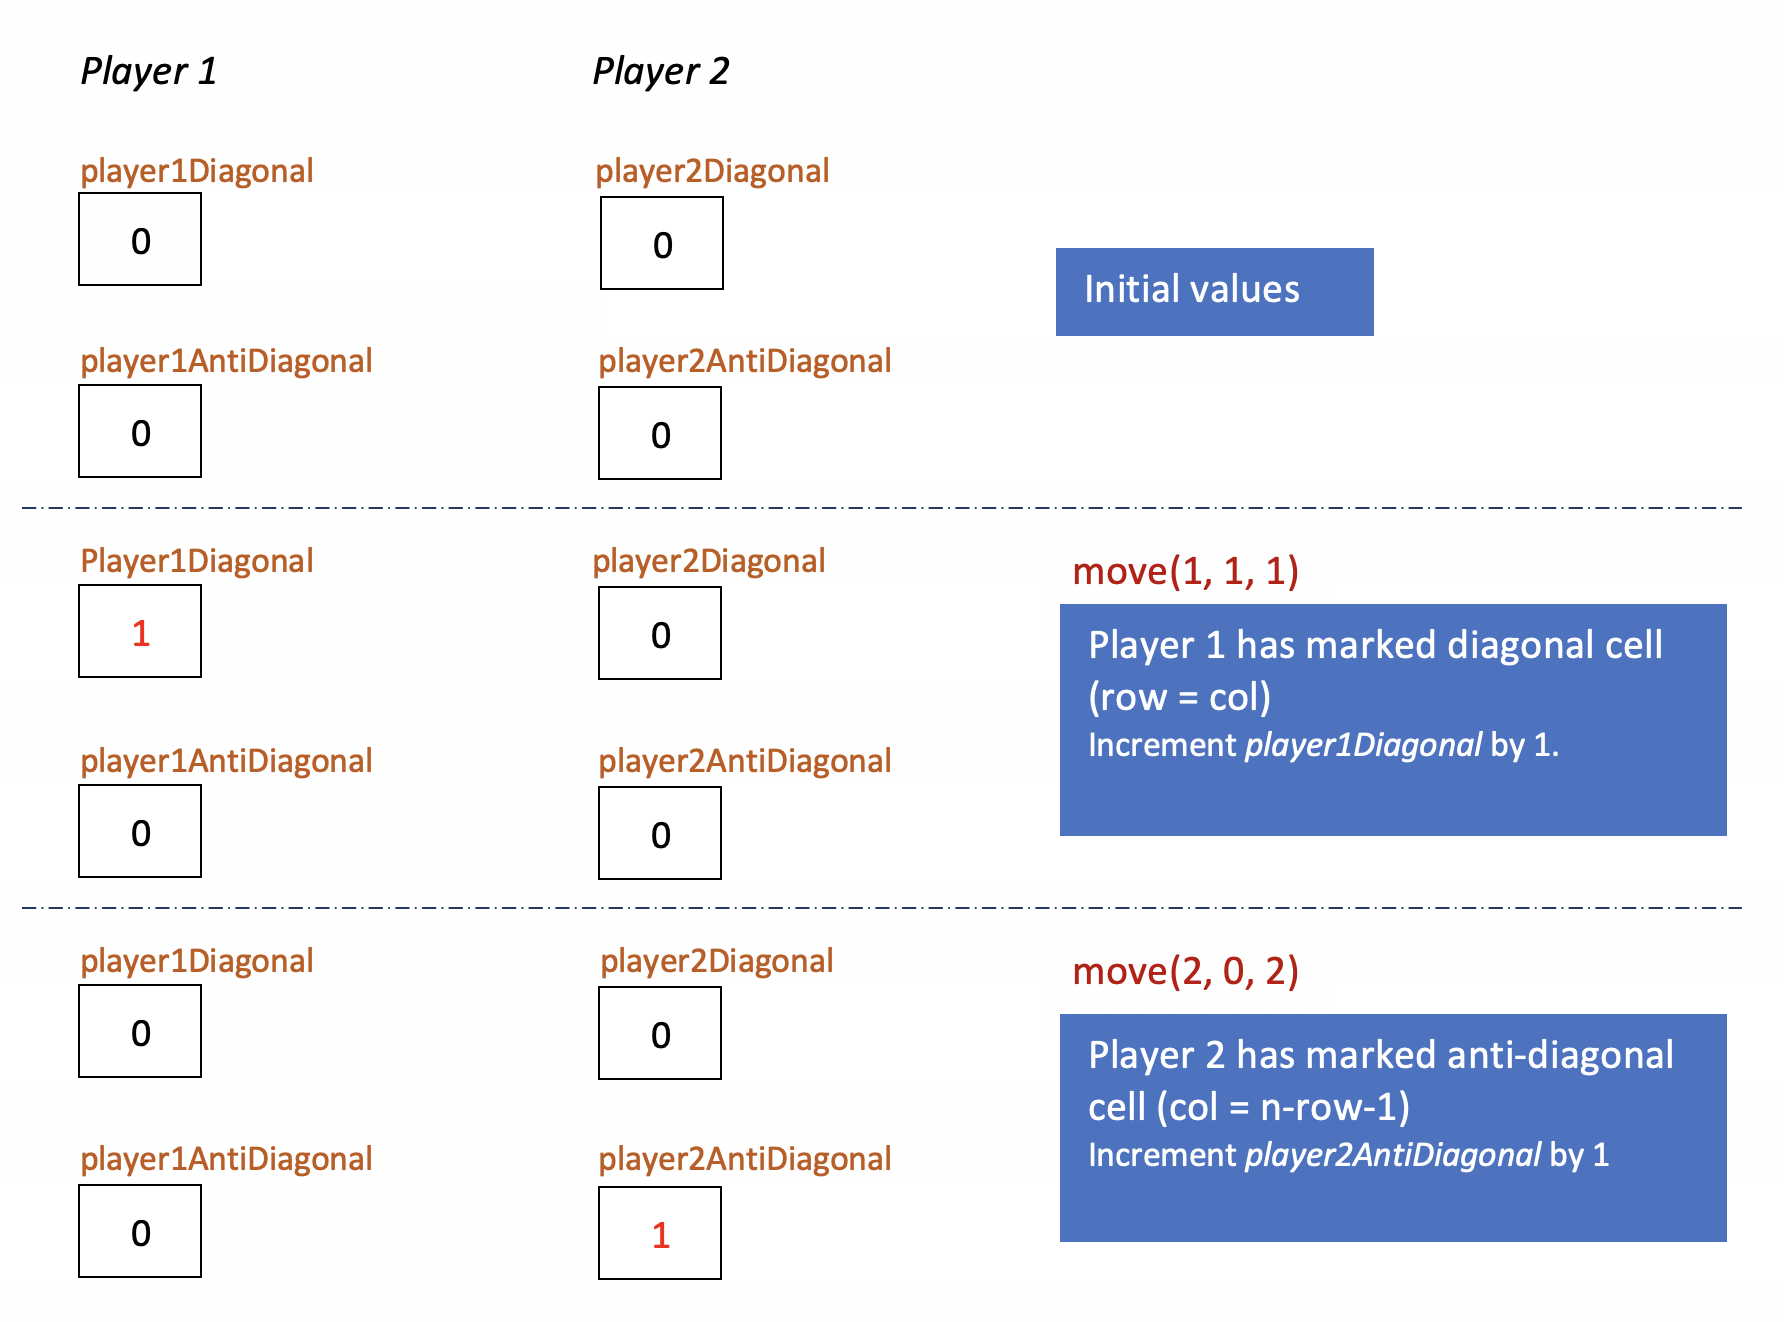 Player 1
Player 2
player1Diagonal
player2Diagonal
0
0
Initial values
player1AntiDiagonal
player2AntiDiagonal
0
0
Player1Diagonal
player2Diagonal
move(1, 1, 1)
1
0
Player 1 has marked diagonal cell
(row = col)
Increment player1Diagonal by 1.
player1AntiDiagonal
player2AntiDiagonal
0
0
player1Diagonal
player2Diagonal
move(2, 0, 2)
0
0
Player 2 has marked anti-diagonal
cell (col = n-row-1)
Increment player2AntiDiagonal by 1
player1AntiDiagonal
player2AntiDiagonal
0
1